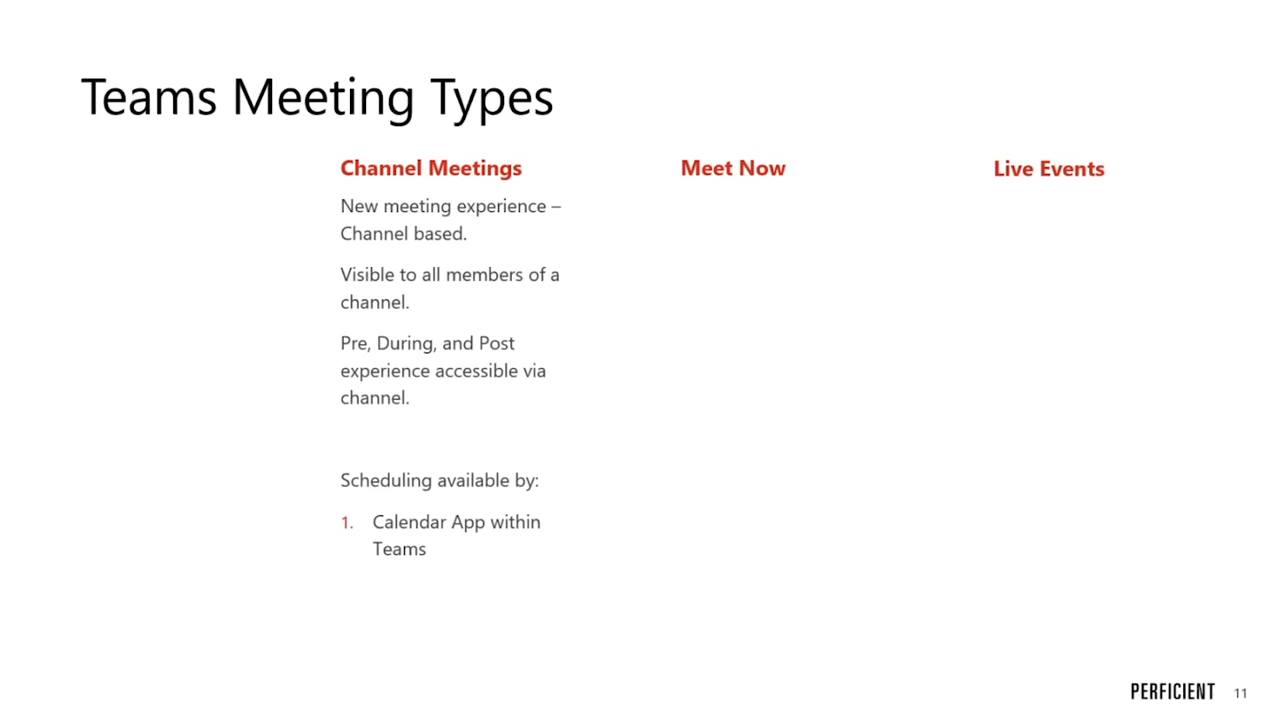 Teams Meeting Types
Channel Meetings
New meeting experience –
Channel based.
Visible to all members of a
channel.
Pre, During, and Post
experience accessible via
channel.
Scheduling available by:
1. Calendar App within
Teams
Meet Now
Live Events
PERFICIENT 11